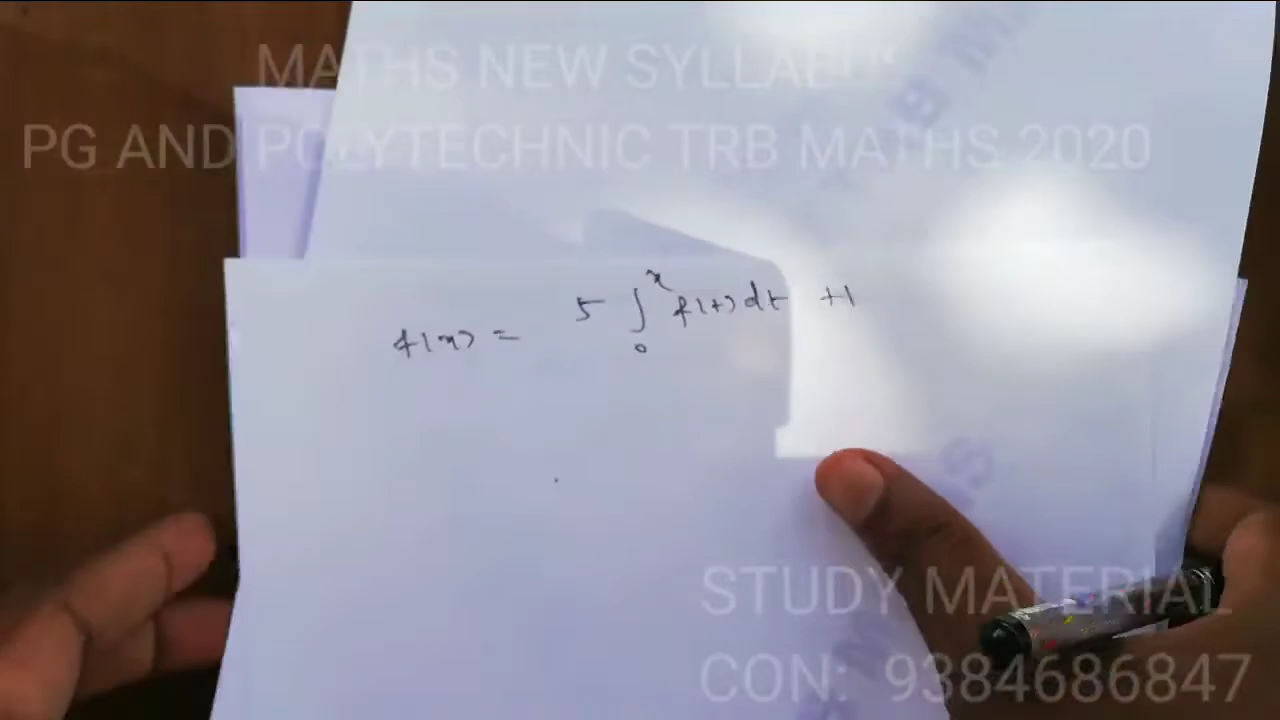 MATHS NEW SYLLABUS
PG AND POLYTECHNIC TRB MATHS 2020
f(x) = 5 ∫₀ˣ f(t) dt +1
STUDY MATERIAL
CON: 9384686847